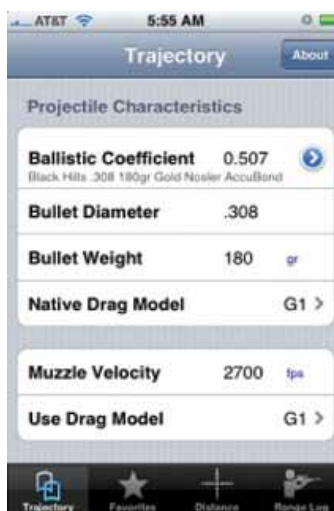 AT&T 5:55 AM
Trajectory About
Projectile Characteristics
Ballistic Coefficient 0.507
Black Hills .308 180gr Gold Nosler AccuBond
Bullet Diameter .308
Bullet Weight 180 gr
Native Drag Model G1 >
Muzzle Velocity 2700 fps
Use Drag Model G1 >
Trajectory Favorites Distance Range Log